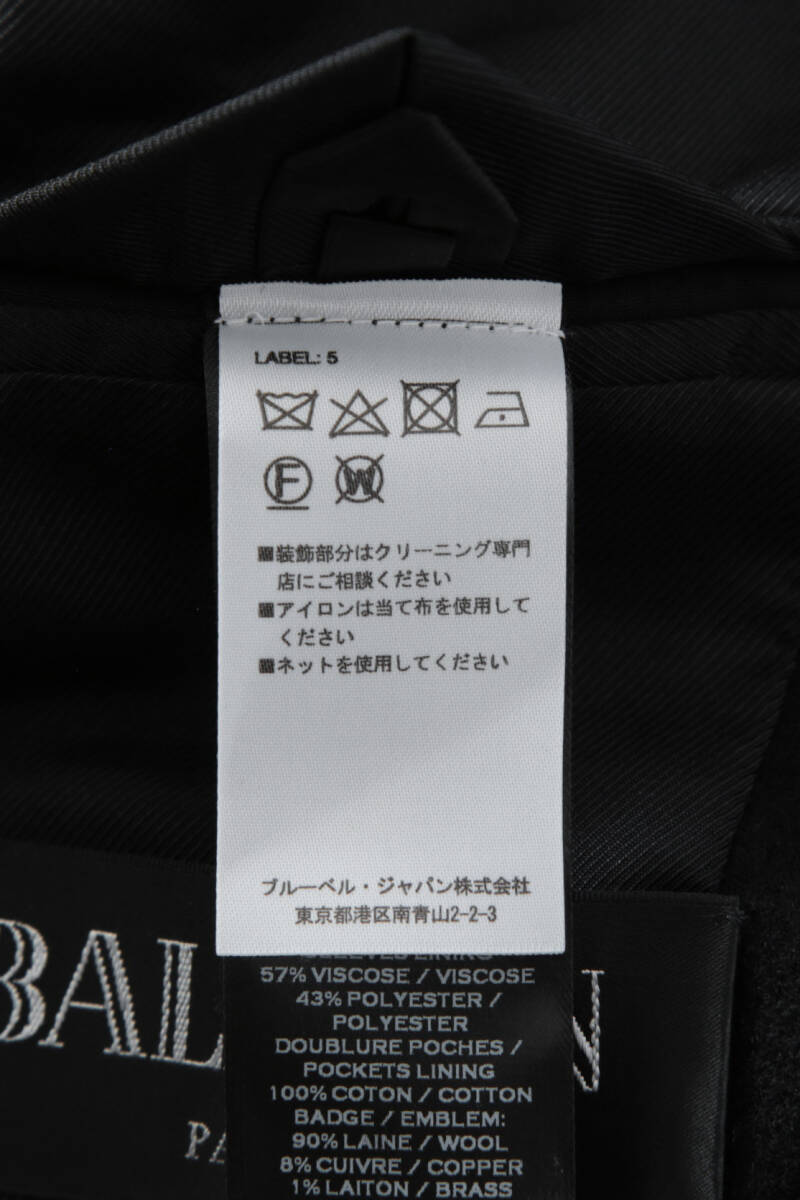 LABEL: 5
F W
■装飾部分はクリーニング専門
店にご相談ください
■アイロンは当て布を使用して
ください
■ネットを使用してください
ブルーベル・ジャパン株式会社
東京都港区南青山2-2-3
SLEEVES LINING
57% VISCOSE / VISCOSE
43% POLYESTER /
POLYESTER
DOUBLURE POCHES /
POCKETS LINING
100% COTON / COTTON
BADGE / EMBLEM:
90% LAINE / WOOL
8% CUIVRE / COPPER
1% LAITON / BRASS